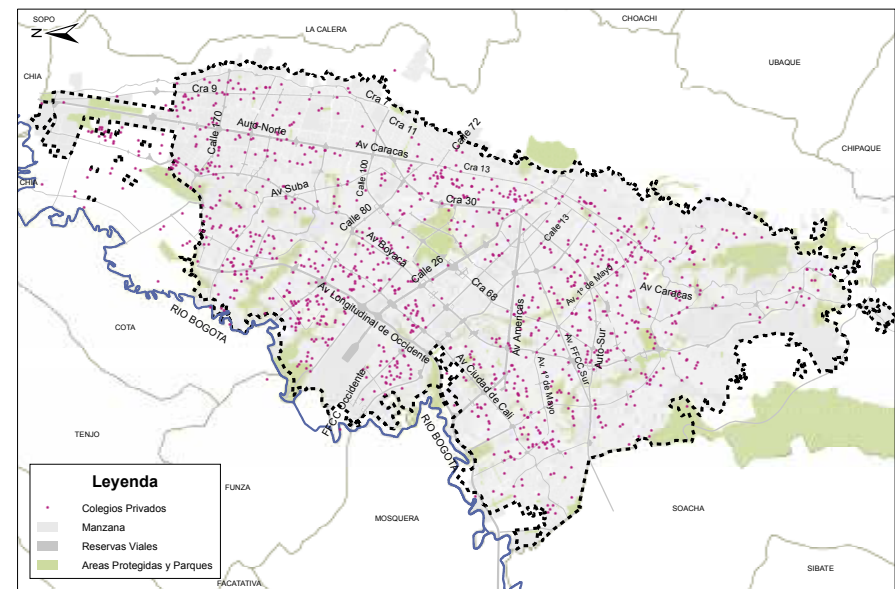 SOPO
LA CALERA
CHOACHI
N
UBAQUE
CHIA
Cra 9
Cra 7
Cra 11
Calle 72
Calle 170
Auto-Norte
Av Caracas
CHIPAQUE
Cra 13
Calle 100
CHIA
Av Suba
Cra 30
Calle 80
Calle 13
Av Boyaca
Calle 26
Cra 68
Av. 1º de Mayo
Av Caracas
Av Longitudinal de Occidente
Av Americas
RIO BOGOTA
COTA
Auto-Sur
Av. FFCC.Sur
Av Ciudad de Cali
Av. 1º de Mayo
FFCC Occidente
RIO BOGOTA
TENJO
FUNZA
MOSQUERA
SOACHA
SIBATE
FACATATIVA
Leyenda
Colegios Privados
Manzana
Reservas Viales
Areas Protegidas y Parques